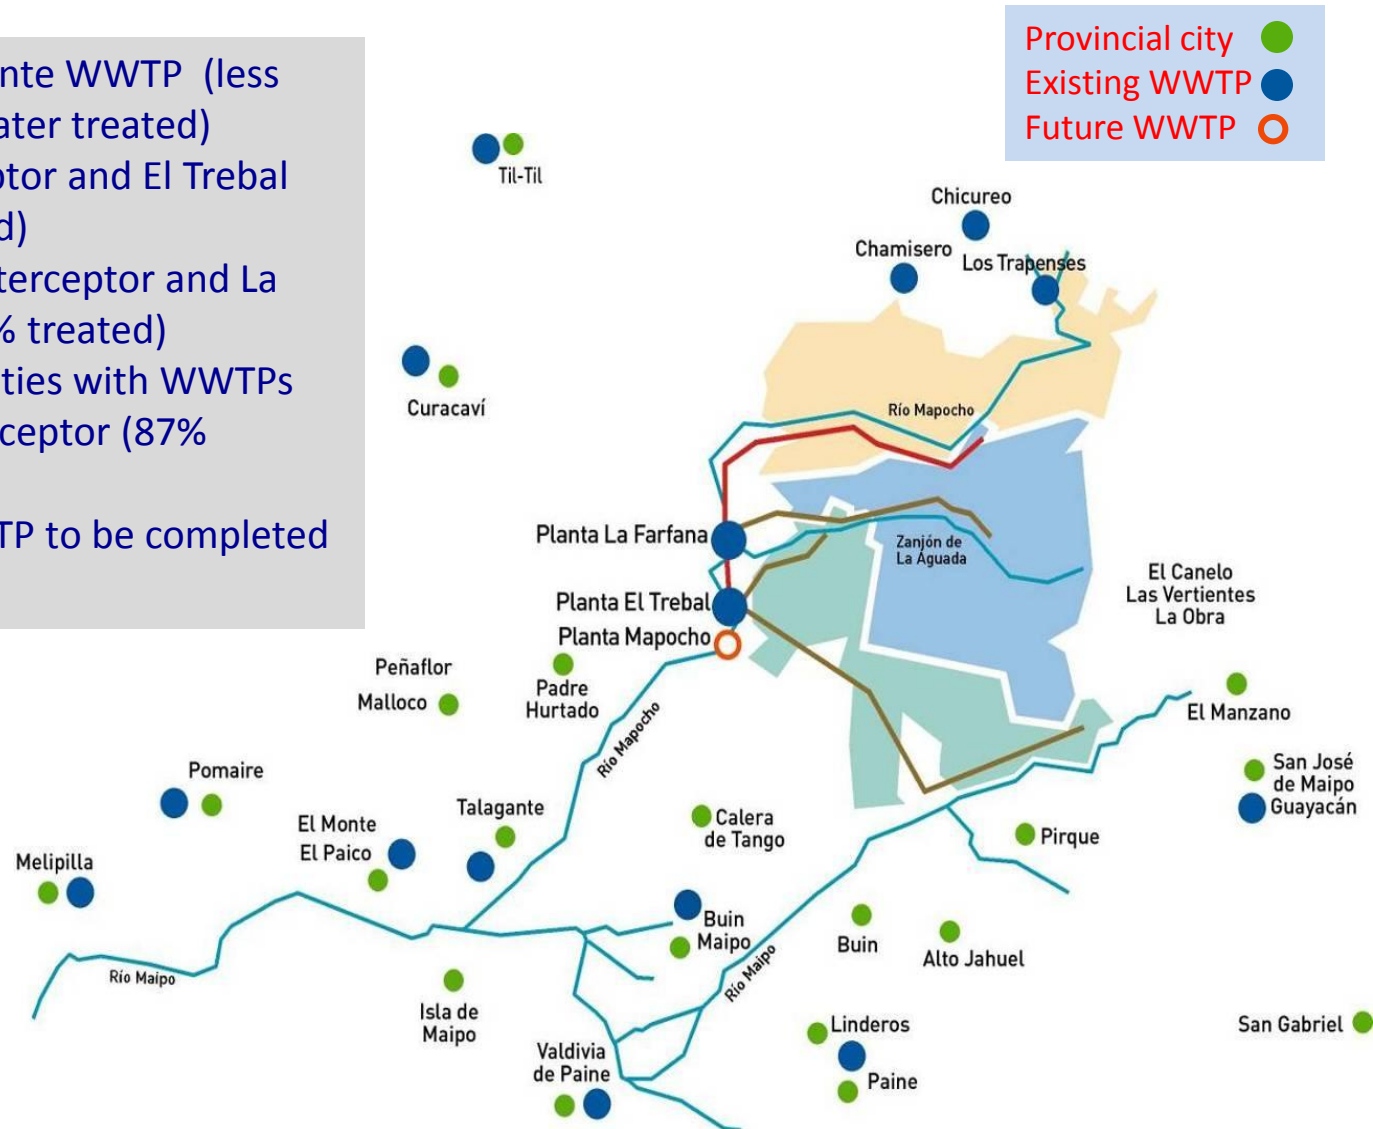 nte WWTP (less
ater treated)
ptor and El Trebal
d)
terceptor and La
% treated)
ties with WWTPs
ceptor (87%
TP to be completed
Provincial city
Existing WWTP
Future WWTP
Til-Til
Chicureo
Chamisero
Los Trapenses
Curacaví
Río Mapocho
Planta La Farfana
Zanjón de
La Aguada
Planta El Trebal
Planta Mapocho
El Canelo
Las Vertientes
La Obra
Peñaflor
Malloco
Padre
Hurtado
Río Mapocho
El Manzano
San José
de Maipo
Guayacán
Pomaire
El Monte
El Paico
Talagante
Calera
de Tango
Pirque
Melipilla
Buin
Maipo
Buin
Alto Jahuel
Río Maipo
Río Maipo
Isla de
Maipo
Valdivia
de Paine
Linderos
Paine
San Gabriel